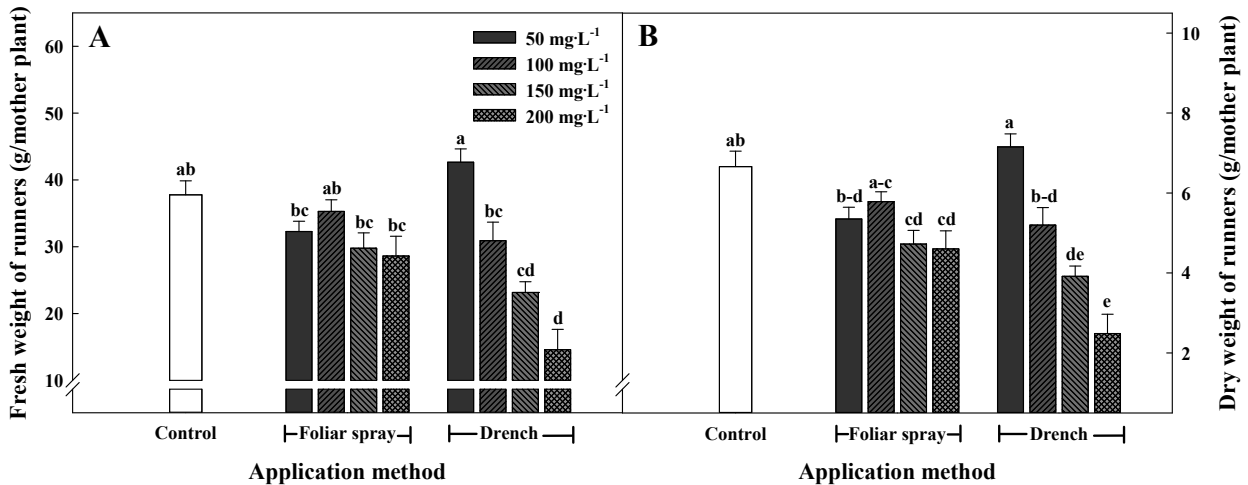 A
B
50 mg·L-1
100 mg·L-1
150 mg·L-1
200 mg·L-1
Fresh weight of runners (g/mother plant)
60
50
40
30
20
10
ab
bc
ab
bc
bc
a
bc
cd
d
Control
Foliar spray
Drench
Application method
ab
b-d
a-c
cd
cd
a
b-d
de
e
Control
Foliar spray
Drench
Application method
10
8
6
4
2
Dry weight of runners (g/mother plant)